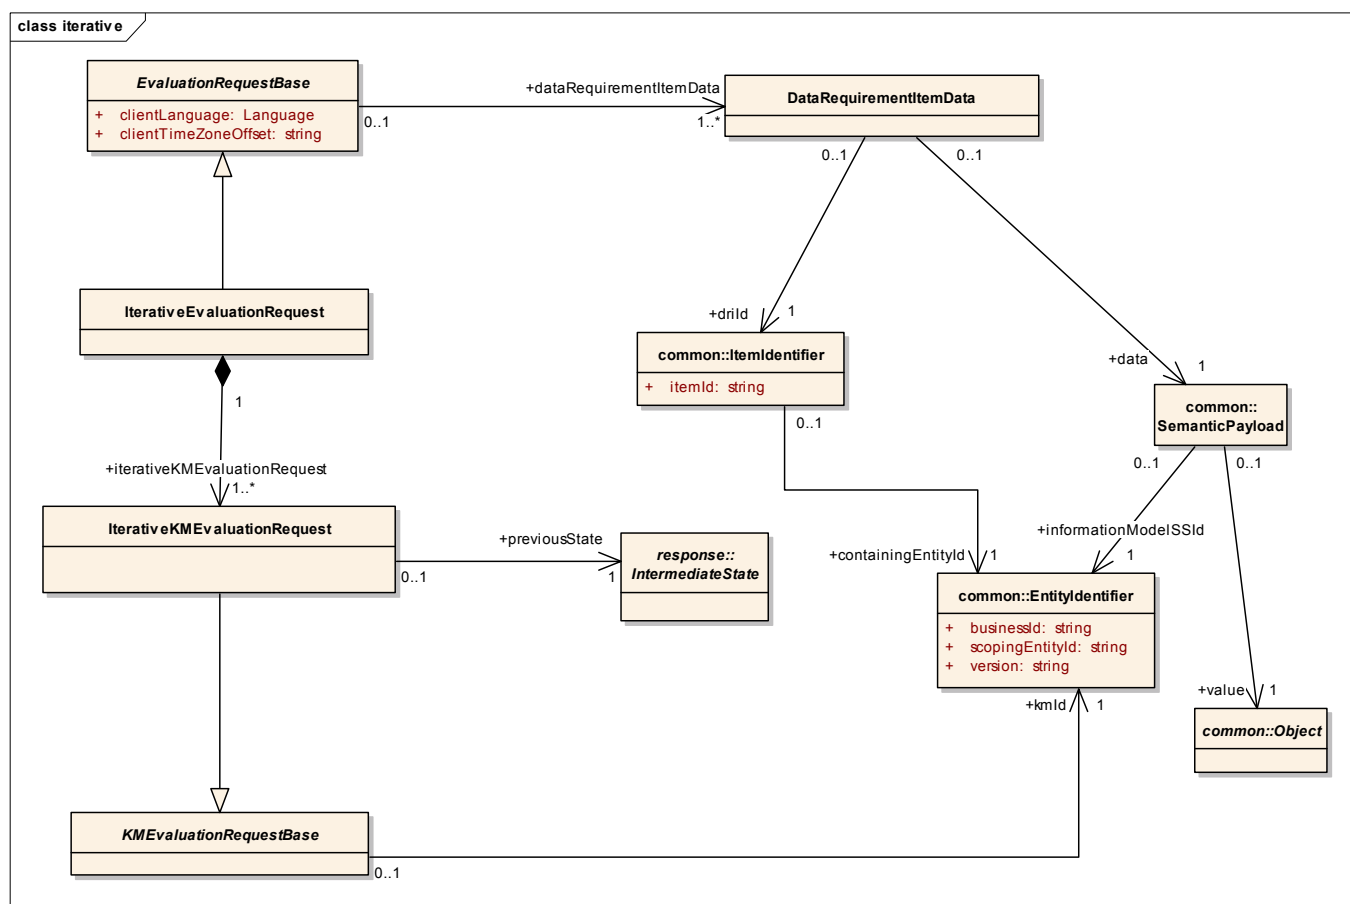 class iterative
EvaluationRequestBase
+ clientLanguage: Language
+ clientTimeZoneOffset: string
0..1
+dataRequirementItemData
1..*
DataRequirementItemData
0..1
0..1
IterativeEvaluationRequest
1
+iterativeKMEvaluationRequest
1..*
+driId
1
common::ItemIdentifier
+ itemId: string
0..1
+data
1
common::
SemanticPayload
0..1
0..1
IterativeKMEvaluationRequest
0..1
+previousState
1
response::
IntermediateState
+containingEntityId
1
+informationModelSSId
1
common::EntityIdentifier
+ businessId: string
+ scopingEntityId: string
+ version: string
+kmId
1
+value
1
common::Object
KMEvaluationRequestBase
0..1